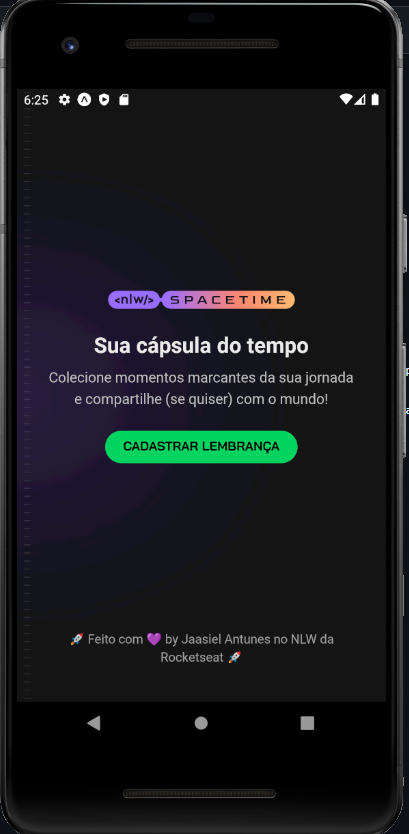 6:25
<nlw/> SPACETIME
Sua cápsula do tempo
Colecione momentos marcantes da sua jornada
e compartilhe (se quiser) com o mundo!
CADASTRAR LEMBRANÇA
🚀 Feito com 💜 by Jaasiel Antunes no NLW da
Rocketseat 🚀